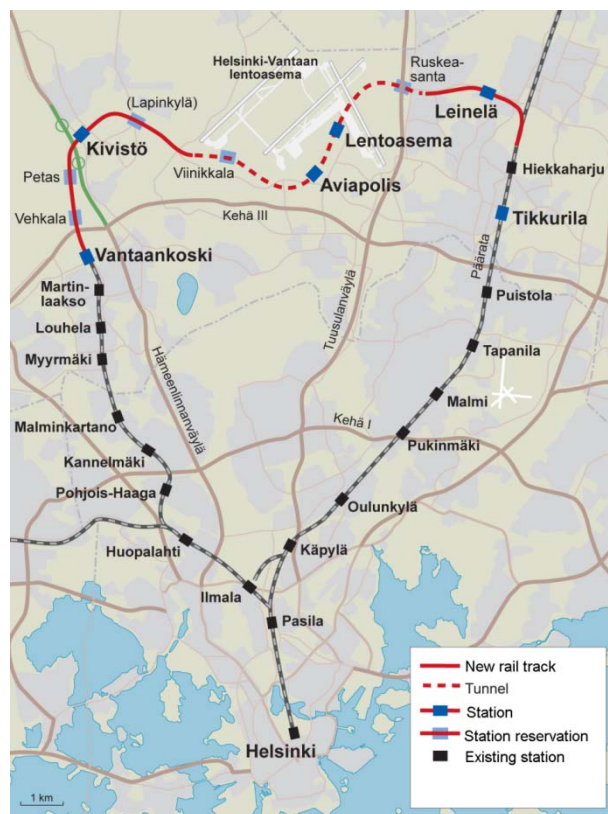 Helsinki-Vantaan
lentoasema
Ruskea-
santa
(Lapinkylä)
Leinelä
Kivistö
Lentoasema
Viinikkala
Hiekkaharju
Petas
Aviapolis
Vehkala
Kehä III
Tikkurila
Vantaankoski
Päärata
Martin-
laakso
Puistola
Louhela
Tuusulanväylä
Myyrmäki
Hämeenlinnanväylä
Tapanila
Malmi
Malminkartano
Kehä I
Pukinmäki
Kannelmäki
Pohjois-Haaga
Oulunkylä
Huopalahti
Käpylä
Ilmala
Pasila
Helsinki
New rail track
Tunnel
Station
Station reservation
Existing station
1 km